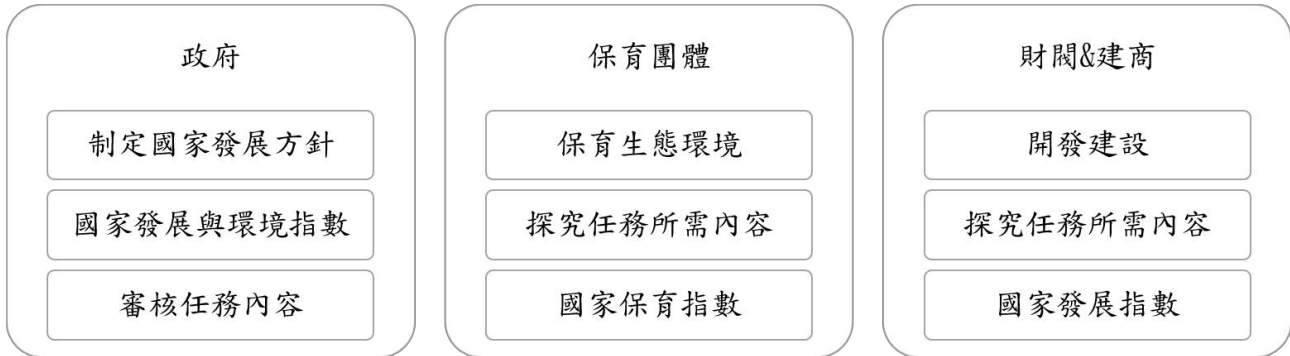 政府
制定國家發展方針
國家發展與環境指數
審核任務內容
保育團體
保育生態環境
探究任務所需內容
國家保育指數
財閥&建商
開發建設
探究任務所需內容
國家發展指數